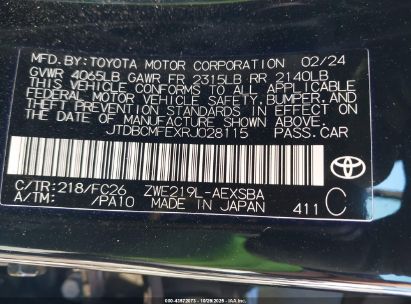 MFD. BY: TOYOTA MOTOR CORPORATION 02/24
GVWR 4065LB GAWR FR 2315LB RR 2140LB
THIS VEHICLE CONFORMS TO ALL APPLICABLE
FEDERAL MOTOR VEHICLE SAFETY, BUMPER, AND
THEFT PREVENTION STANDARDS IN EFFECT ON
THE DATE OF MANUFACTURE SHOWN ABOVE.
JTDBCMFEXRJ028115 PASS.CAR
TOYOTA
C/TR:218/FC26 ZWE219L-AEXSBA
A/TM: /PA10 MADE IN JAPAN 411 C